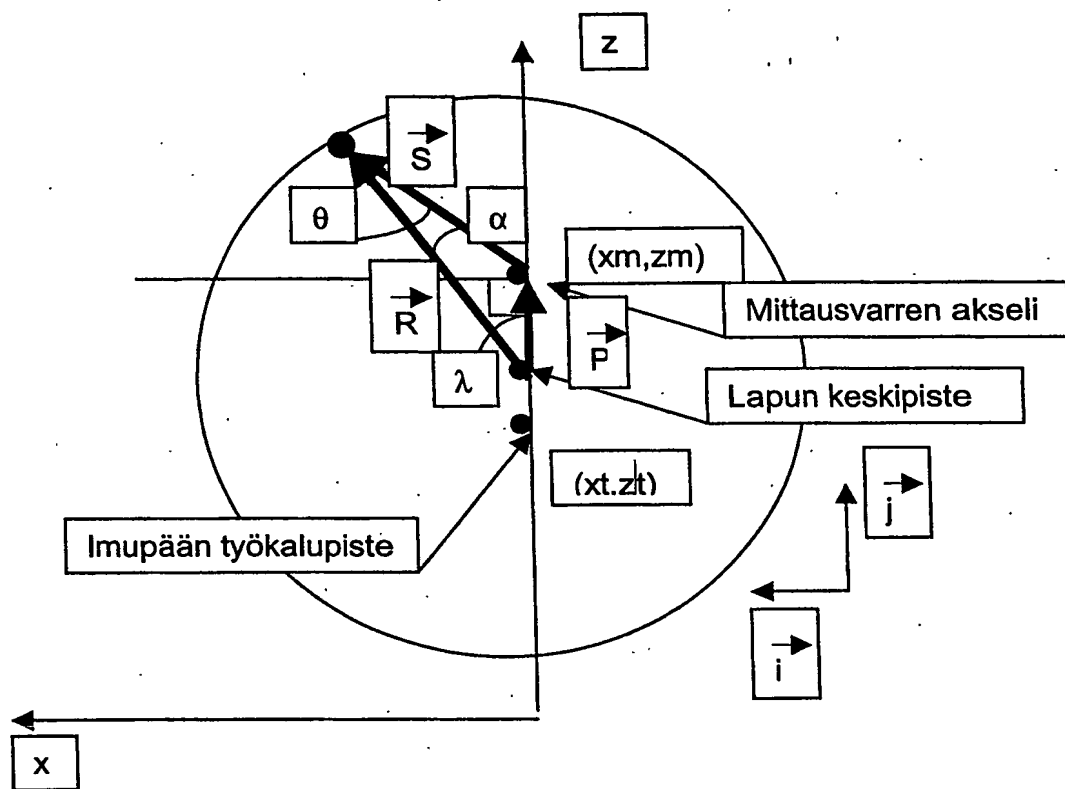 z
S
θ
α
(xm,zm)
Mittausvarren akseli
R
P
λ
Lapun keskipiste
(xt.zt)
j
Imupään työkalupiste
i
x